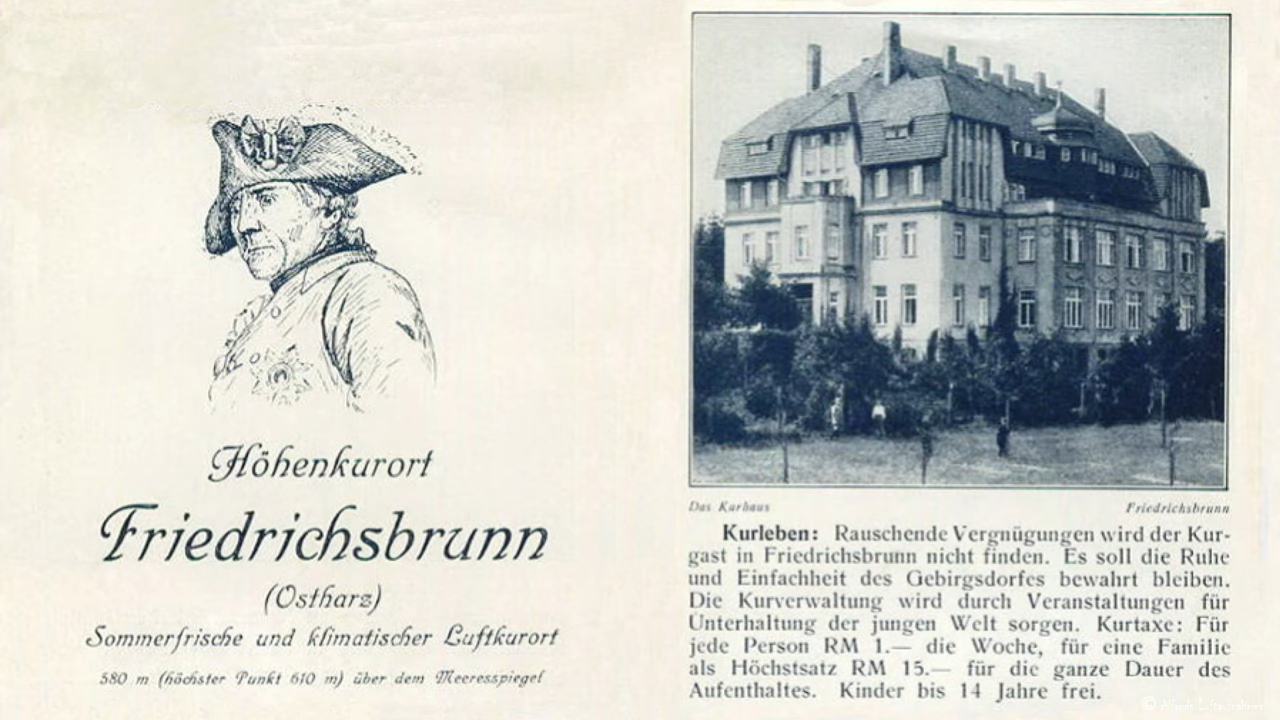 Höhenkurort
Friedrichsbrunn
(Ostharz)
Sommerfrische und klimatischer Luftkurort
580 m (höchster Punkt 610 m) über dem Meeresspiegel
Das Kurhaus Friedrichsbrunn
Kurleben: Rauschende Vergnügungen wird der Kur-
gast in Friedrichsbrunn nicht finden. Es soll die Ruhe
und Einfachheit des Gebirgsdorfes bewahrt bleiben.
Die Kurverwaltung wird durch Veranstaltungen für
Unterhaltung der jungen Welt sorgen. Kurtaxe: Für
jede Person RM 1.— die Woche, für eine Familie
als Höchstsatz RM 15.— für die ganze Dauer des
Aufenthaltes. Kinder bis 14 Jahre frei.